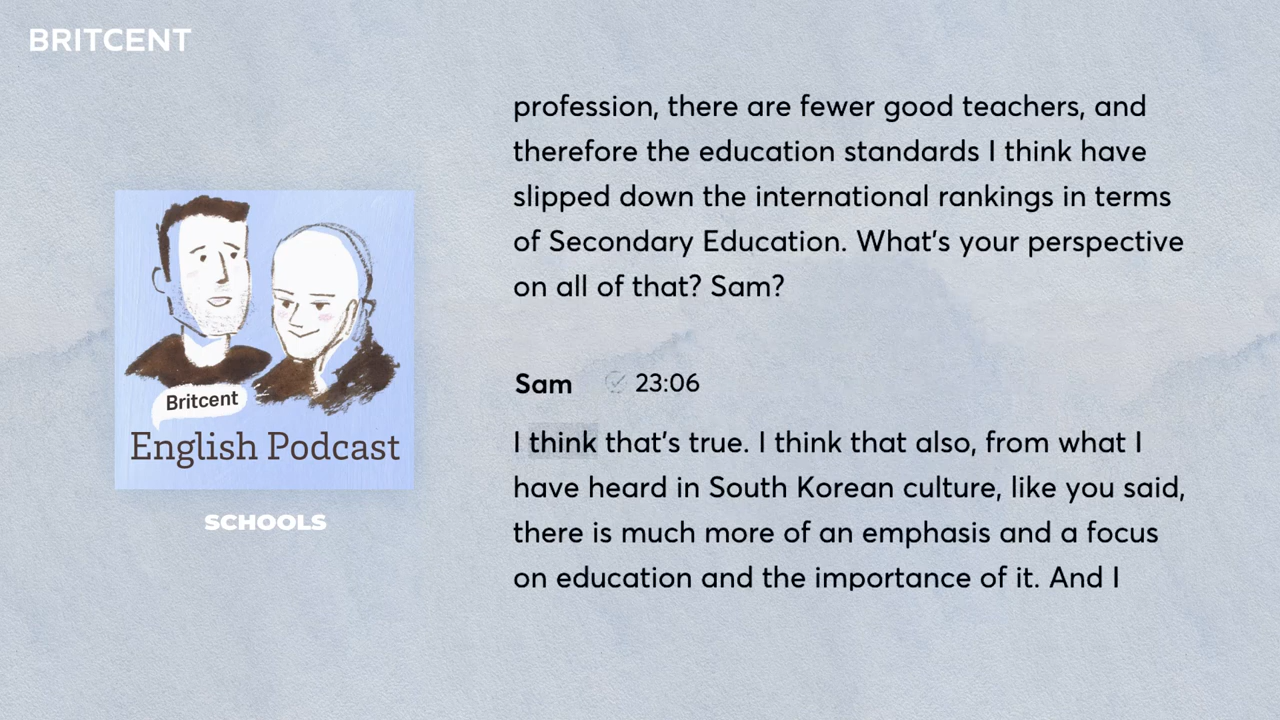 BRITCENT
Britcent
English Podcast
SCHOOLS
profession, there are fewer good teachers, and
therefore the education standards I think have
slipped down the international rankings in terms
of Secondary Education. What's your perspective
on all of that? Sam?
Sam 23:06
I think that's true. I think that also, from what I
have heard in South Korean culture, like you said,
there is much more of an emphasis and a focus
on education and the importance of it. And I